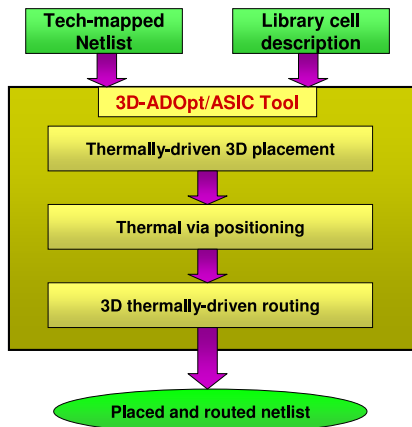 Tech-mapped
Netlist
Library cell
description
3D-ADOpt/ASIC Tool
Thermally-driven 3D placement
Thermal via positioning
3D thermally-driven routing
Placed and routed netlist